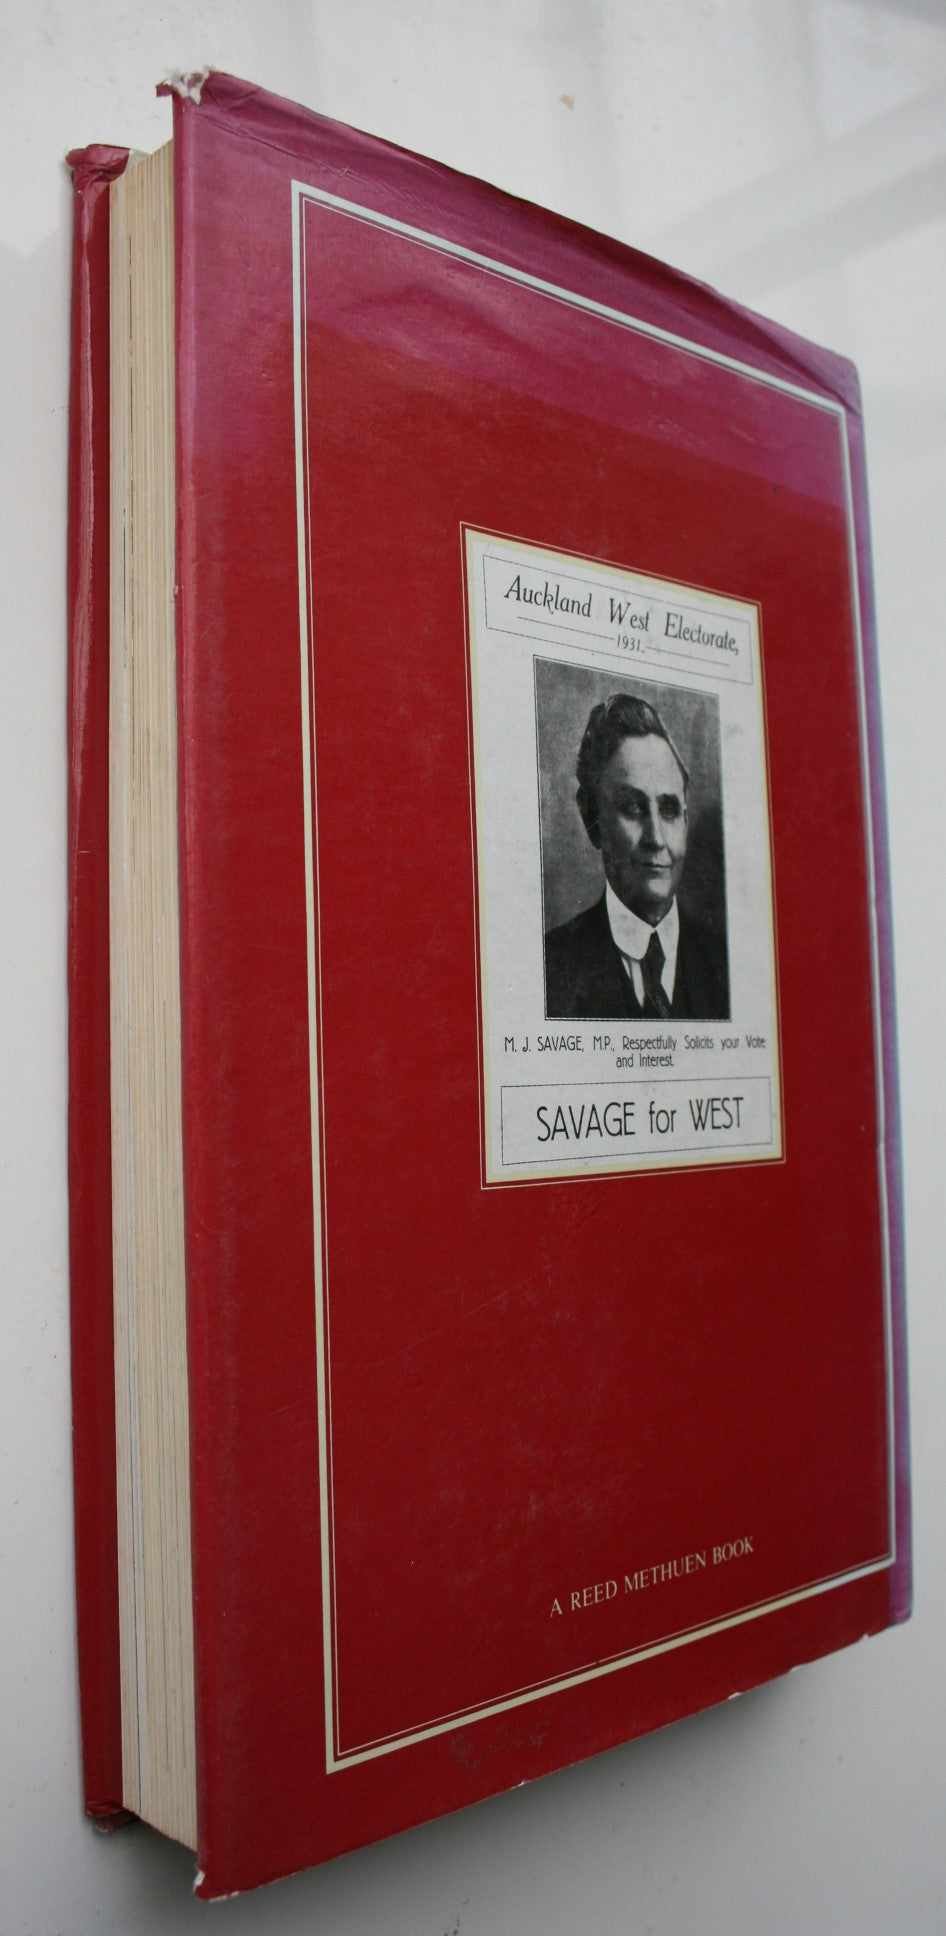 Auckland West Electorate,
1931.
M. J. SAVAGE, M.P., Respectfully Solicits your Vote
and Interest.
SAVAGE for WEST
A REED METHUEN BOOK